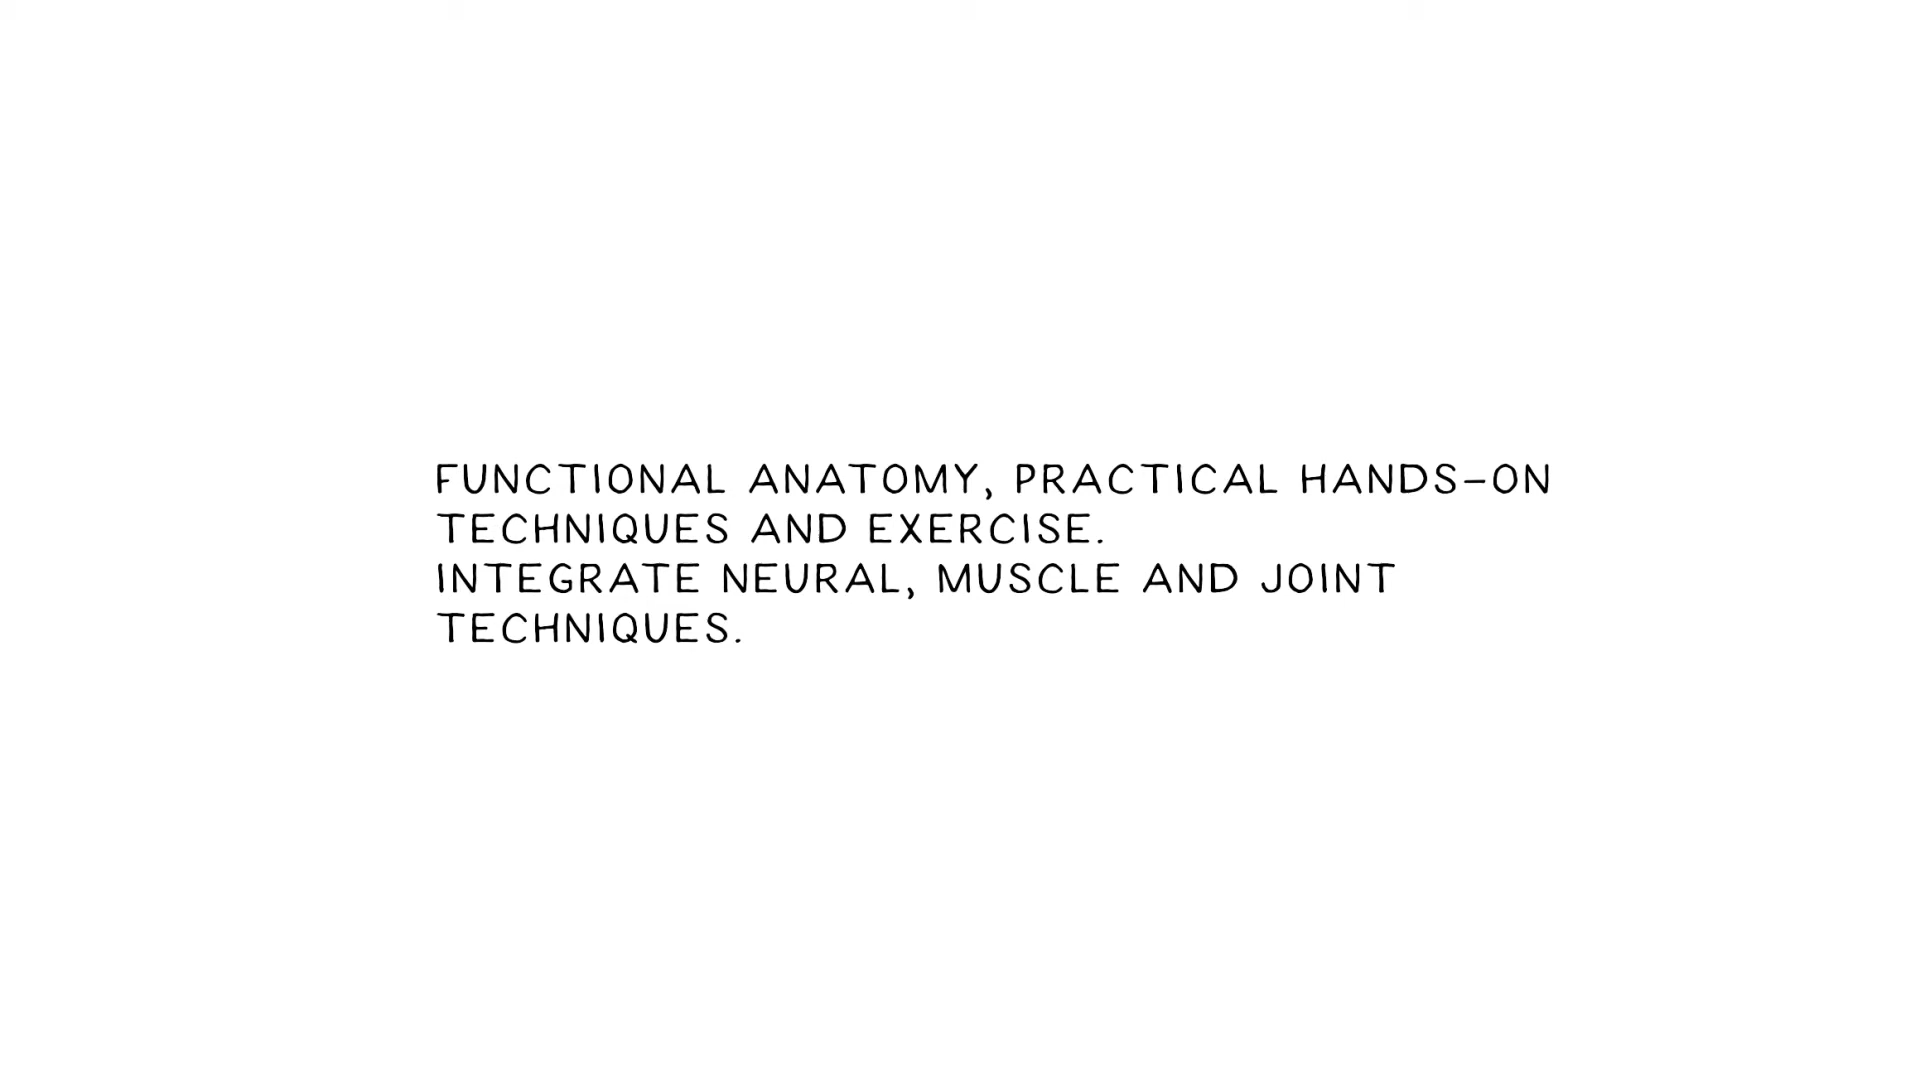 FUNCTIONAL ANATOMY, PRACTICAL HANDS-ON
TECHNIQUES AND EXERCISE.
INTEGRATE NEURAL, MUSCLE AND JOINT
TECHNIQUES.